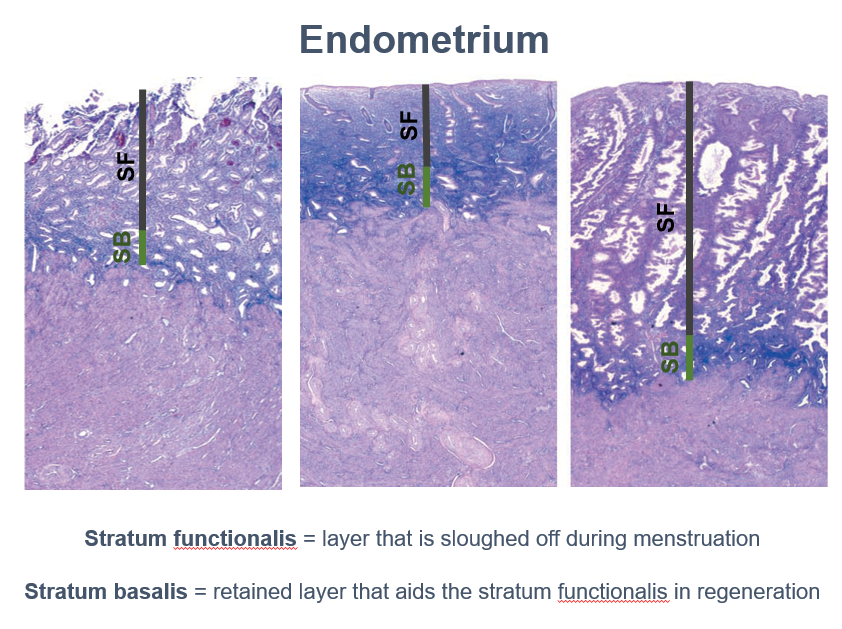 Endometrium
SF
SB
SF
SB
SF
SB
Stratum functionalis = layer that is sloughed off during menstruation
Stratum basalis = retained layer that aids the stratum functionalis in regeneration